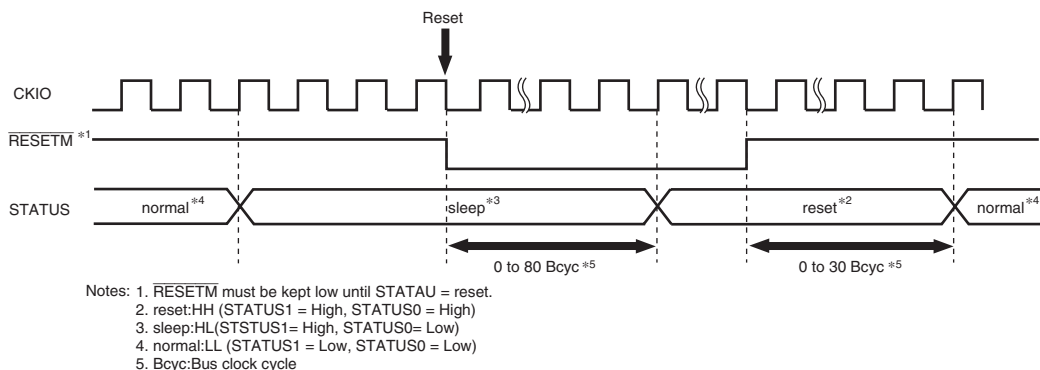 Reset
CKIO
RESETM *1
STATUS
normal*4
sleep*3
reset*2
normal*4
0 to 80 Bcyc *5
0 to 30 Bcyc *5
Notes: 1. RESETM must be kept low until STATAU = reset.
2. reset:HH (STATUS1 = High, STATUS0 = High)
3. sleep:HL(STSTUS1= High, STATUS0= Low)
4. normal:LL (STATUS1 = Low, STATUS0 = Low)
5. Bcyc:Bus clock cycle